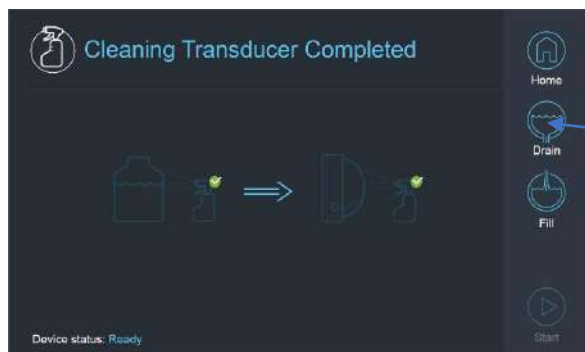 Cleaning Transducer Completed
Home
Drain
Fill
Start
Device status: Ready